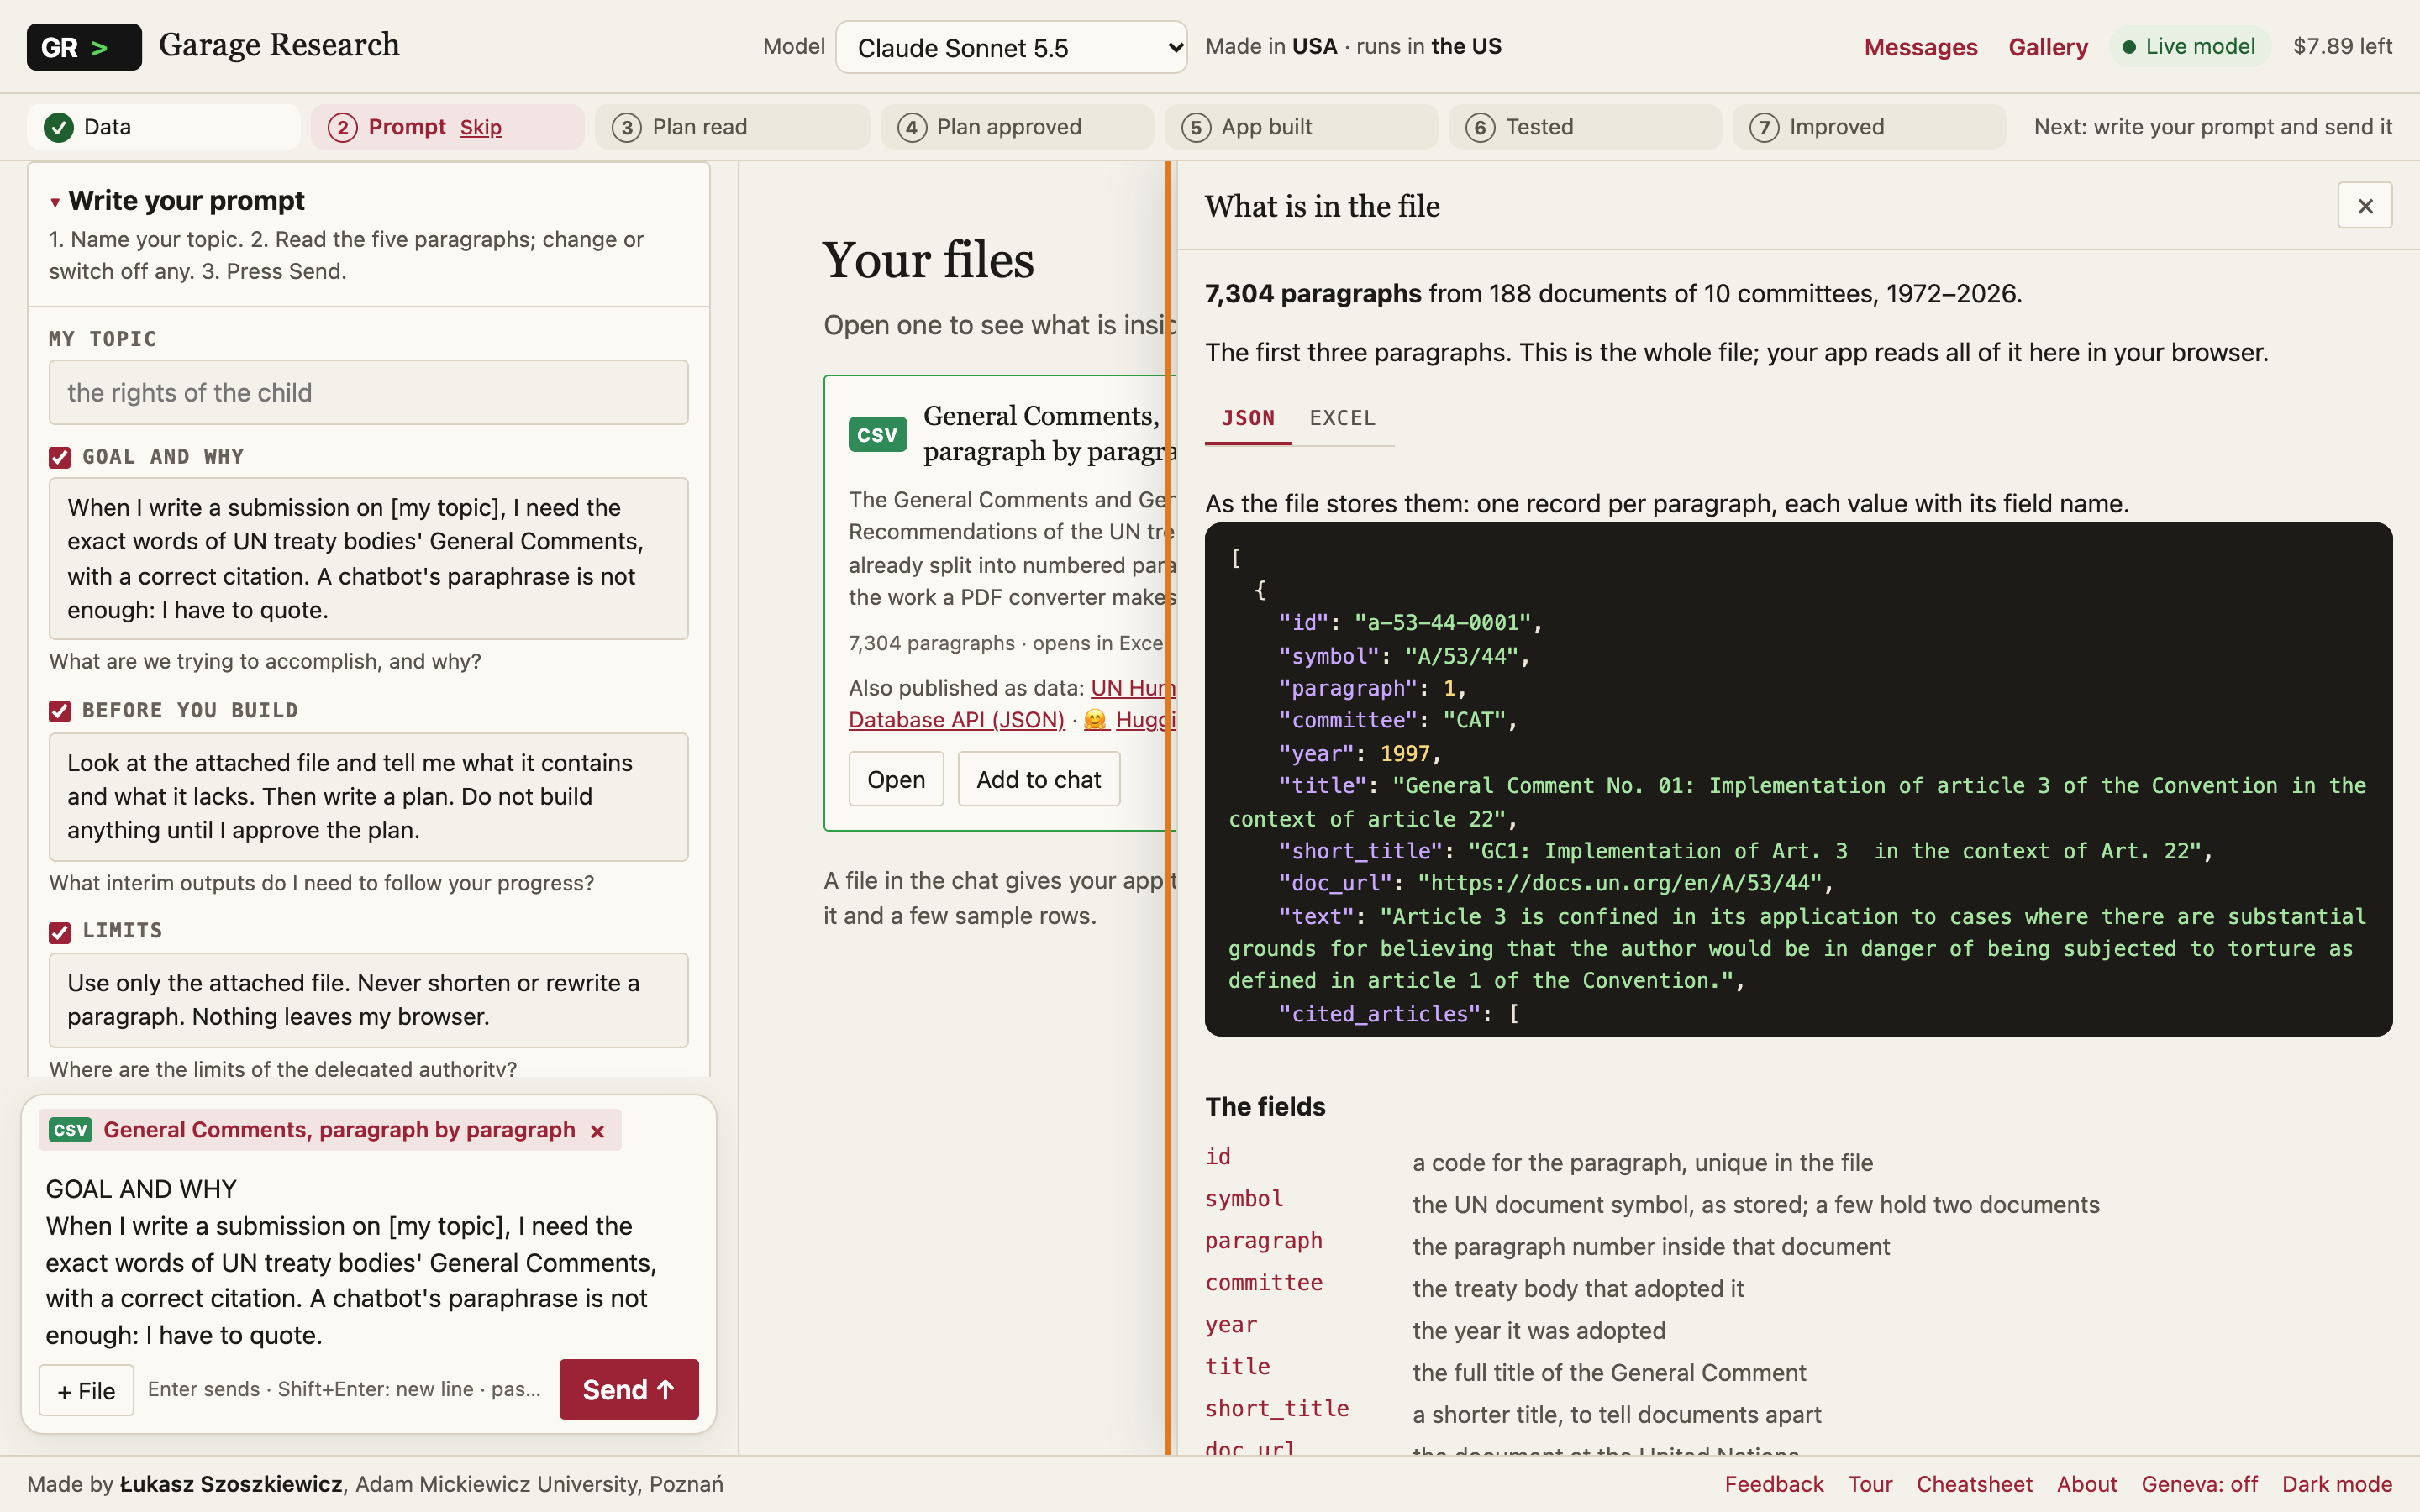 GR >
Garage Research
Model
Claude Sonnet 5.5
Made in USA · runs in the US
Messages
Gallery
Live model
$7.89 left
Data
2 Prompt Skip
3 Plan read
4 Plan approved
5 App built
6 Tested
7 Improved
Next: write your prompt and send it
Write your prompt
1. Name your topic. 2. Read the five paragraphs; change or
switch off any. 3. Press Send.
MY TOPIC
the rights of the child
GOAL AND WHY
When I write a submission on [my topic], I need the
exact words of UN treaty bodies' General Comments,
with a correct citation. A chatbot's paraphrase is not
enough: I have to quote.
What are we trying to accomplish, and why?
BEFORE YOU BUILD
Look at the attached file and tell me what it contains
and what it lacks. Then write a plan. Do not build
anything until I approve the plan.
What interim outputs do I need to follow your progress?
LIMITS
Use only the attached file. Never shorten or rewrite a
paragraph. Nothing leaves my browser.
Where are the limits of the delegated authority?
CSV General Comments, paragraph by paragraph ×
GOAL AND WHY
When I write a submission on [my topic], I need the
exact words of UN treaty bodies' General Comments,
with a correct citation. A chatbot's paraphrase is not
enough: I have to quote.
+ File
Enter sends · Shift+Enter: new line · pas...
Send ↑
Your files
Open one to see what is insid
CSV
General Comments,
paragraph by paragra
The General Comments and Gen
Recommendations of the UN tre
already split into numbered para
the work a PDF converter makes
7,304 paragraphs · opens in Exce
Also published as data: UN Hum
Database API (JSON) · 🤗 Huggi
Open
Add to chat
A file in the chat gives your app t
it and a few sample rows.
What is in the file
×
7,304 paragraphs from 188 documents of 10 committees, 1972–2026.
The first three paragraphs. This is the whole file; your app reads all of it here in your browser.
JSON
EXCEL
As the file stores them: one record per paragraph, each value with its field name.
[
{
"id": "a-53-44-0001",
"symbol": "A/53/44",
"paragraph": 1,
"committee": "CAT",
"year": 1997,
"title": "General Comment No. 01: Implementation of article 3 of the Convention in the
context of article 22",
"short_title": "GC1: Implementation of Art. 3  in the context of Art. 22",
"doc_url": "https://docs.un.org/en/A/53/44",
"text": "Article 3 is confined in its application to cases where there are substantial
grounds for believing that the author would be in danger of being subjected to torture as
defined in article 1 of the Convention.",
"cited_articles": [
The fields
id a code for the paragraph, unique in the file
symbol the UN document symbol, as stored; a few hold two documents
paragraph the paragraph number inside that document
committee the treaty body that adopted it
year the year it was adopted
title the full title of the General Comment
short_title a shorter title, to tell documents apart
doc_url the document at the United Nations
Made by Łukasz Szoszkiewicz, Adam Mickiewicz University, Poznań
Feedback
Tour
Cheatsheet
About
Geneva: off
Dark mode